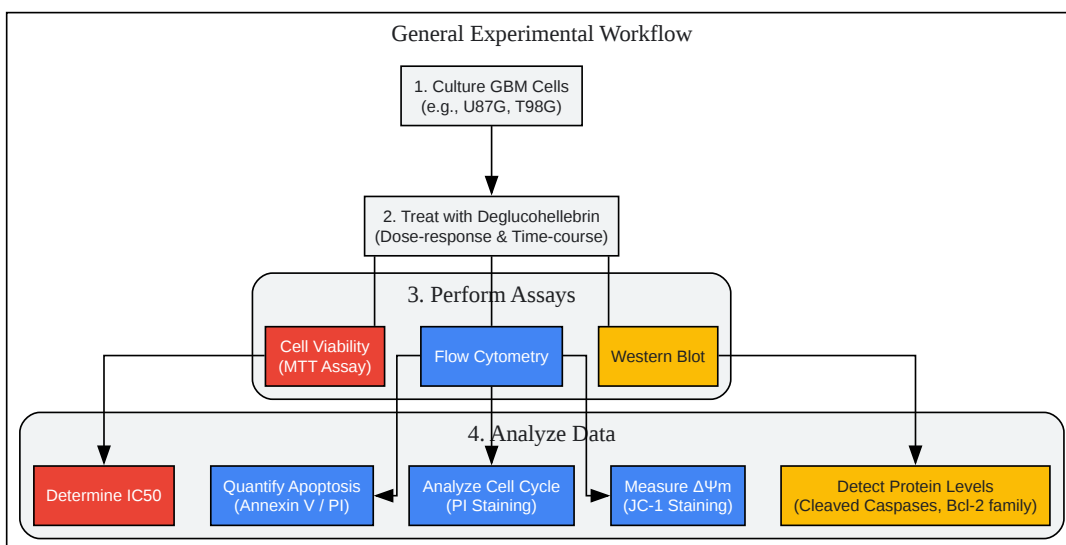 General Experimental Workflow
1. Culture GBM Cells
(e.g., U87G, T98G)
2. Treat with Deglucohellebrin
(Dose-response & Time-course)
3. Perform Assays
Cell Viability
(MTT Assay)
Flow Cytometry
Western Blot
4. Analyze Data
Determine IC50
Quantify Apoptosis
(Annexin V / PI)
Analyze Cell Cycle
(PI Staining)
Measure ΔΨm
(JC-1 Staining)
Detect Protein Levels
(Cleaved Caspases, Bcl-2 family)